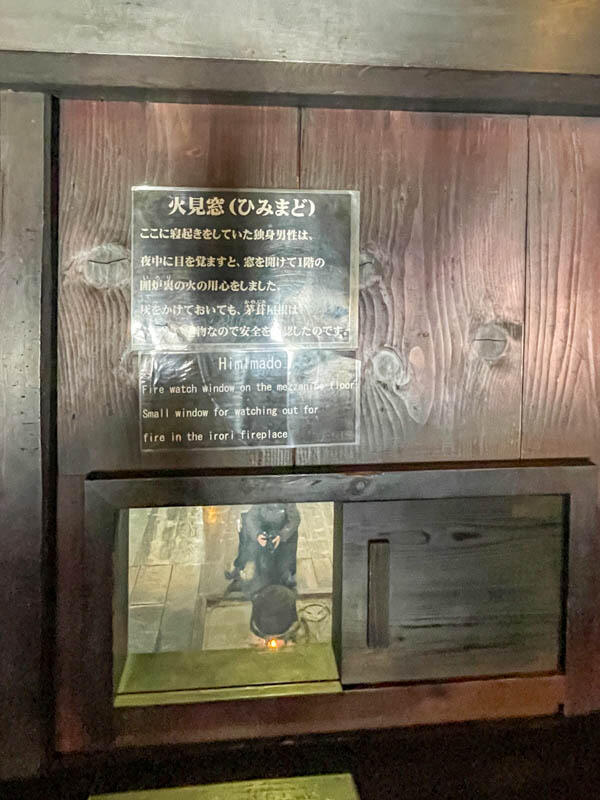 火見窓(ひみまど)
ここに寝起きをしていた独身男性は、
夜中に目を覚ますと、窓を開けて1階の
囲炉裏の火の用心をしました。
灰をかけておいても、茅葺屋根は
物なので安全を確認したのです。
Himimado
Fire watch window on the mezzanine floor
Small window for watching out for
fire in the irori fireplace